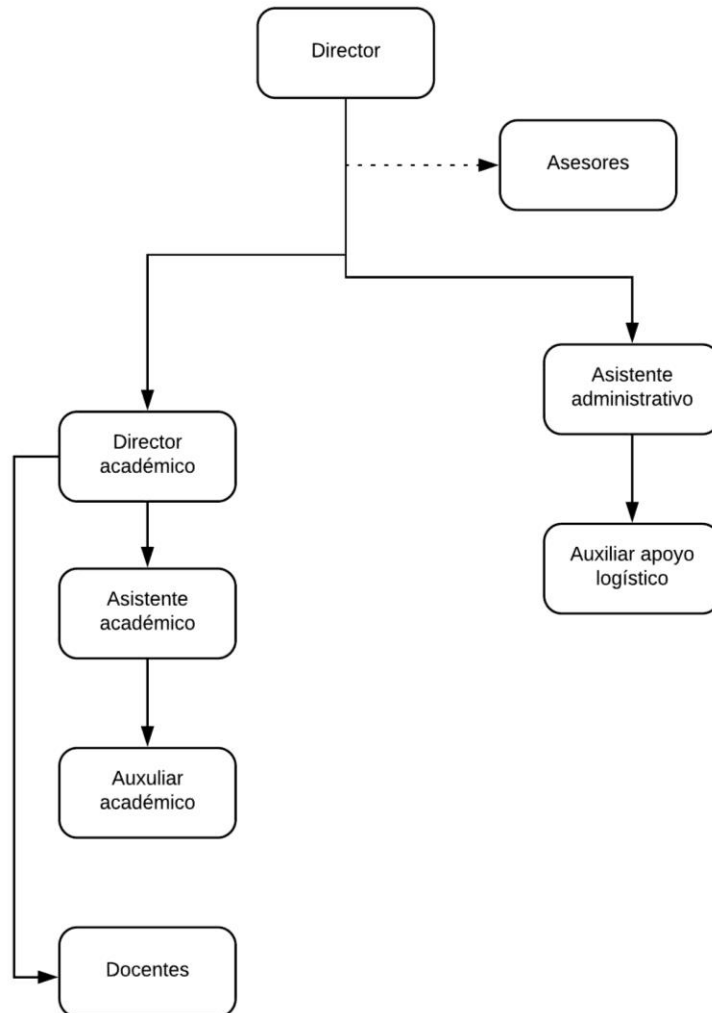 Director
Asesores
Asistente
administrativo
Director
académico
Auxiliar apoyo
logístico
Asistente
académico
Auxuliar
académico
Docentes